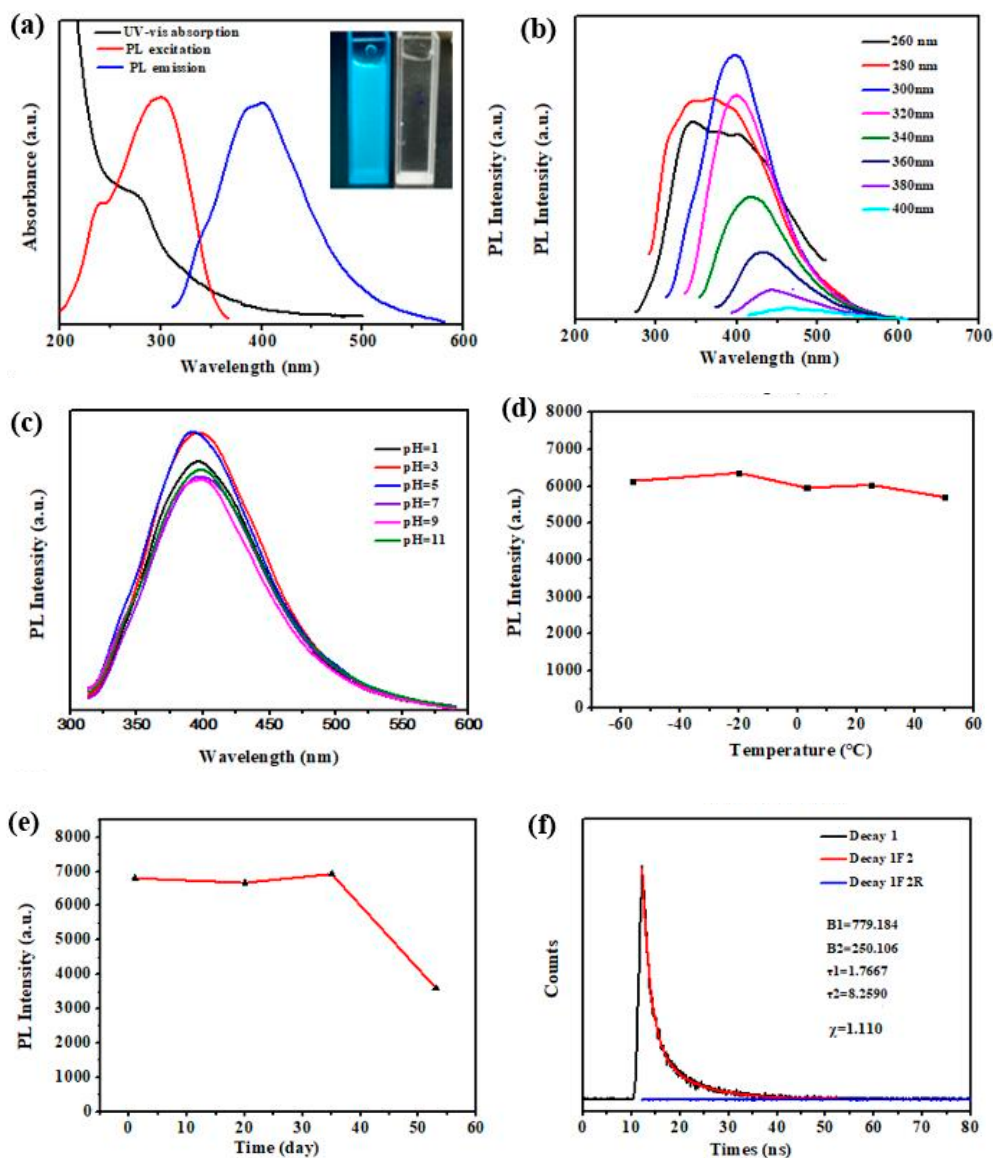 (a)
UV-vis absorption
PL excitation
PL emission
Absorbance (a.u.)
PL Intensity (a.u.)
200 300 400 500 600
Wavelength (nm)
(b)
260 nm
280 nm
300nm
320nm
340nm
360nm
380nm
400nm
PL Intensity (a.u.)
200 300 400 500 600 700
Wavelength (nm)
(c)
pH=1
pH=3
pH=5
pH=7
pH=9
pH=11
PL Intensity (a.u.)
300 350 400 450 500 550 600
Wavelength (nm)
(d)
8000
7000
6000
5000
4000
3000
2000
1000
0
PL Intensity (a.u.)
-60 -40 -20 0 20 40 60
Temperature (°C)
(e)
8000
7000
6000
5000
4000
3000
2000
1000
0
PL Intensity (a.u.)
0 10 20 30 40 50 60
Time (day)
(f)
Decay 1
Decay 1F2
Decay 1F2R
B1=779.184
B2=250.106
τ1=1.7667
τ2=8.2590
χ=1.110
Counts
0 10 20 30 40 50 60 70 80
Times (ns)